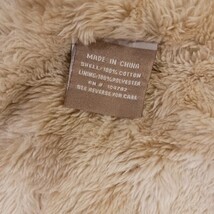 MADE IN CHINA
SHELL:100% COTTON
LINING:100%POLYESTER
RN #
SEE REVERSE FOR CARE